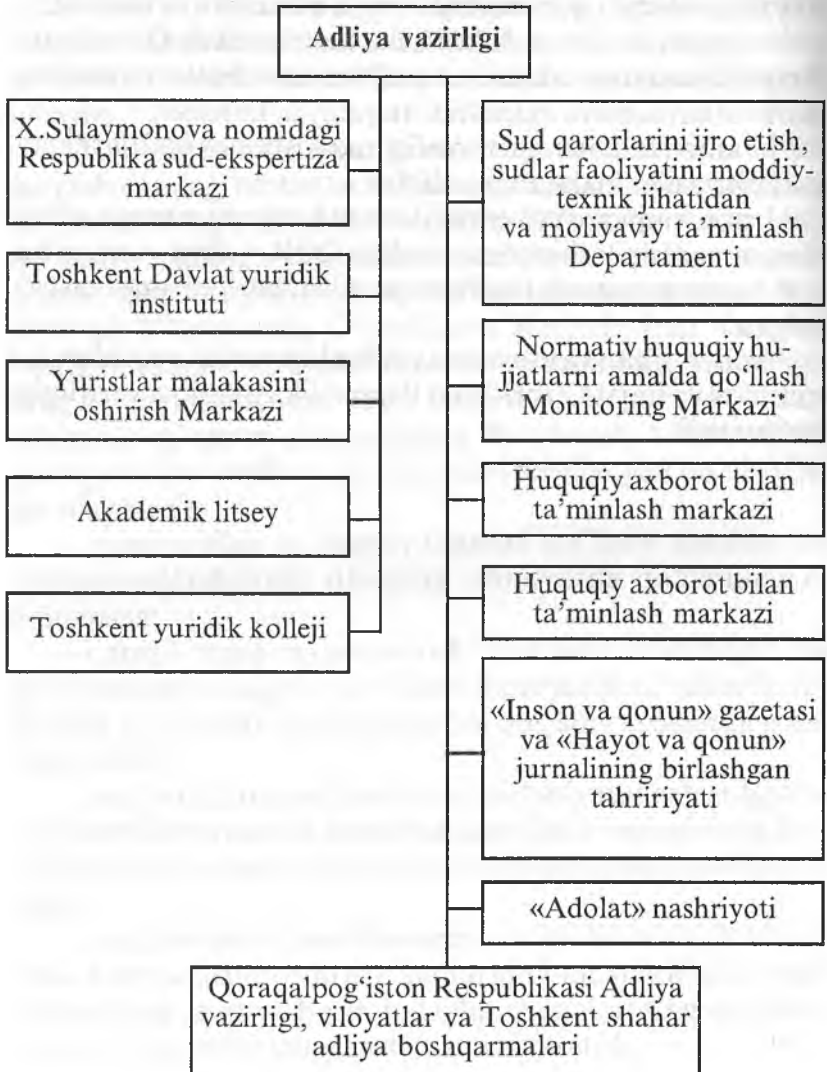 Adliya vazirligi
X.Sulaymonova nomidagi
Respublika sud-ekspertiza
markazi
Toshkent Davlat yuridik
instituti
Yuristlar malakasini
oshirish Markazi
Akademik litsey
Toshkent yuridik kolleji
Sud qarorlarini ijro etish,
sudlar faoliyatini moddiy-
texnik jihatidan
va moliyaviy ta’minlash
Departamenti
Normativ huquqiy hu-
jjatlarni amalda qo‘llash
Monitoring Markazi*
Huquqiy axborot bilan
ta’minlash markazi
Huquqiy axborot bilan
ta’minlash markazi
«Inson va qonun» gazetasi
va «Hayot va qonun»
jurnalining birlashgan
tahririyati
«Adolat» nashriyoti
Qoraqalpog‘iston Respublikasi Adliya
vazirligi, viloyatlar va Toshkent shahar
adliya boshqarmalari